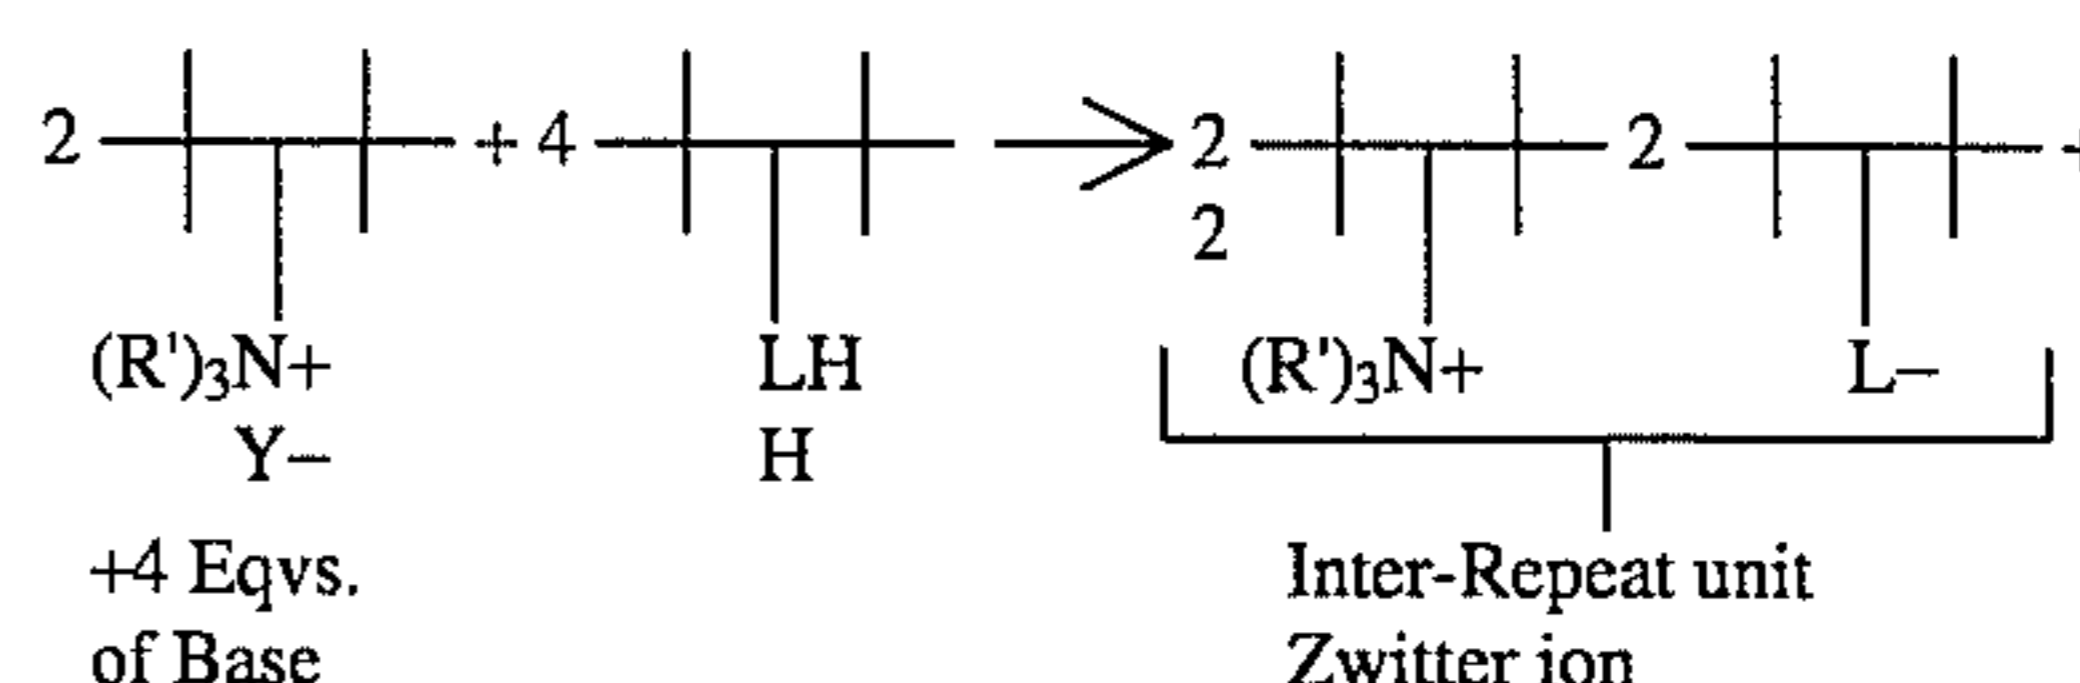 2 + 4 2 2 +
2
(R')₃N+ LH (R')₃N+ L–
Y– H
+4 Eqvs. Inter-Repeat unit
of Base Zwitter ion